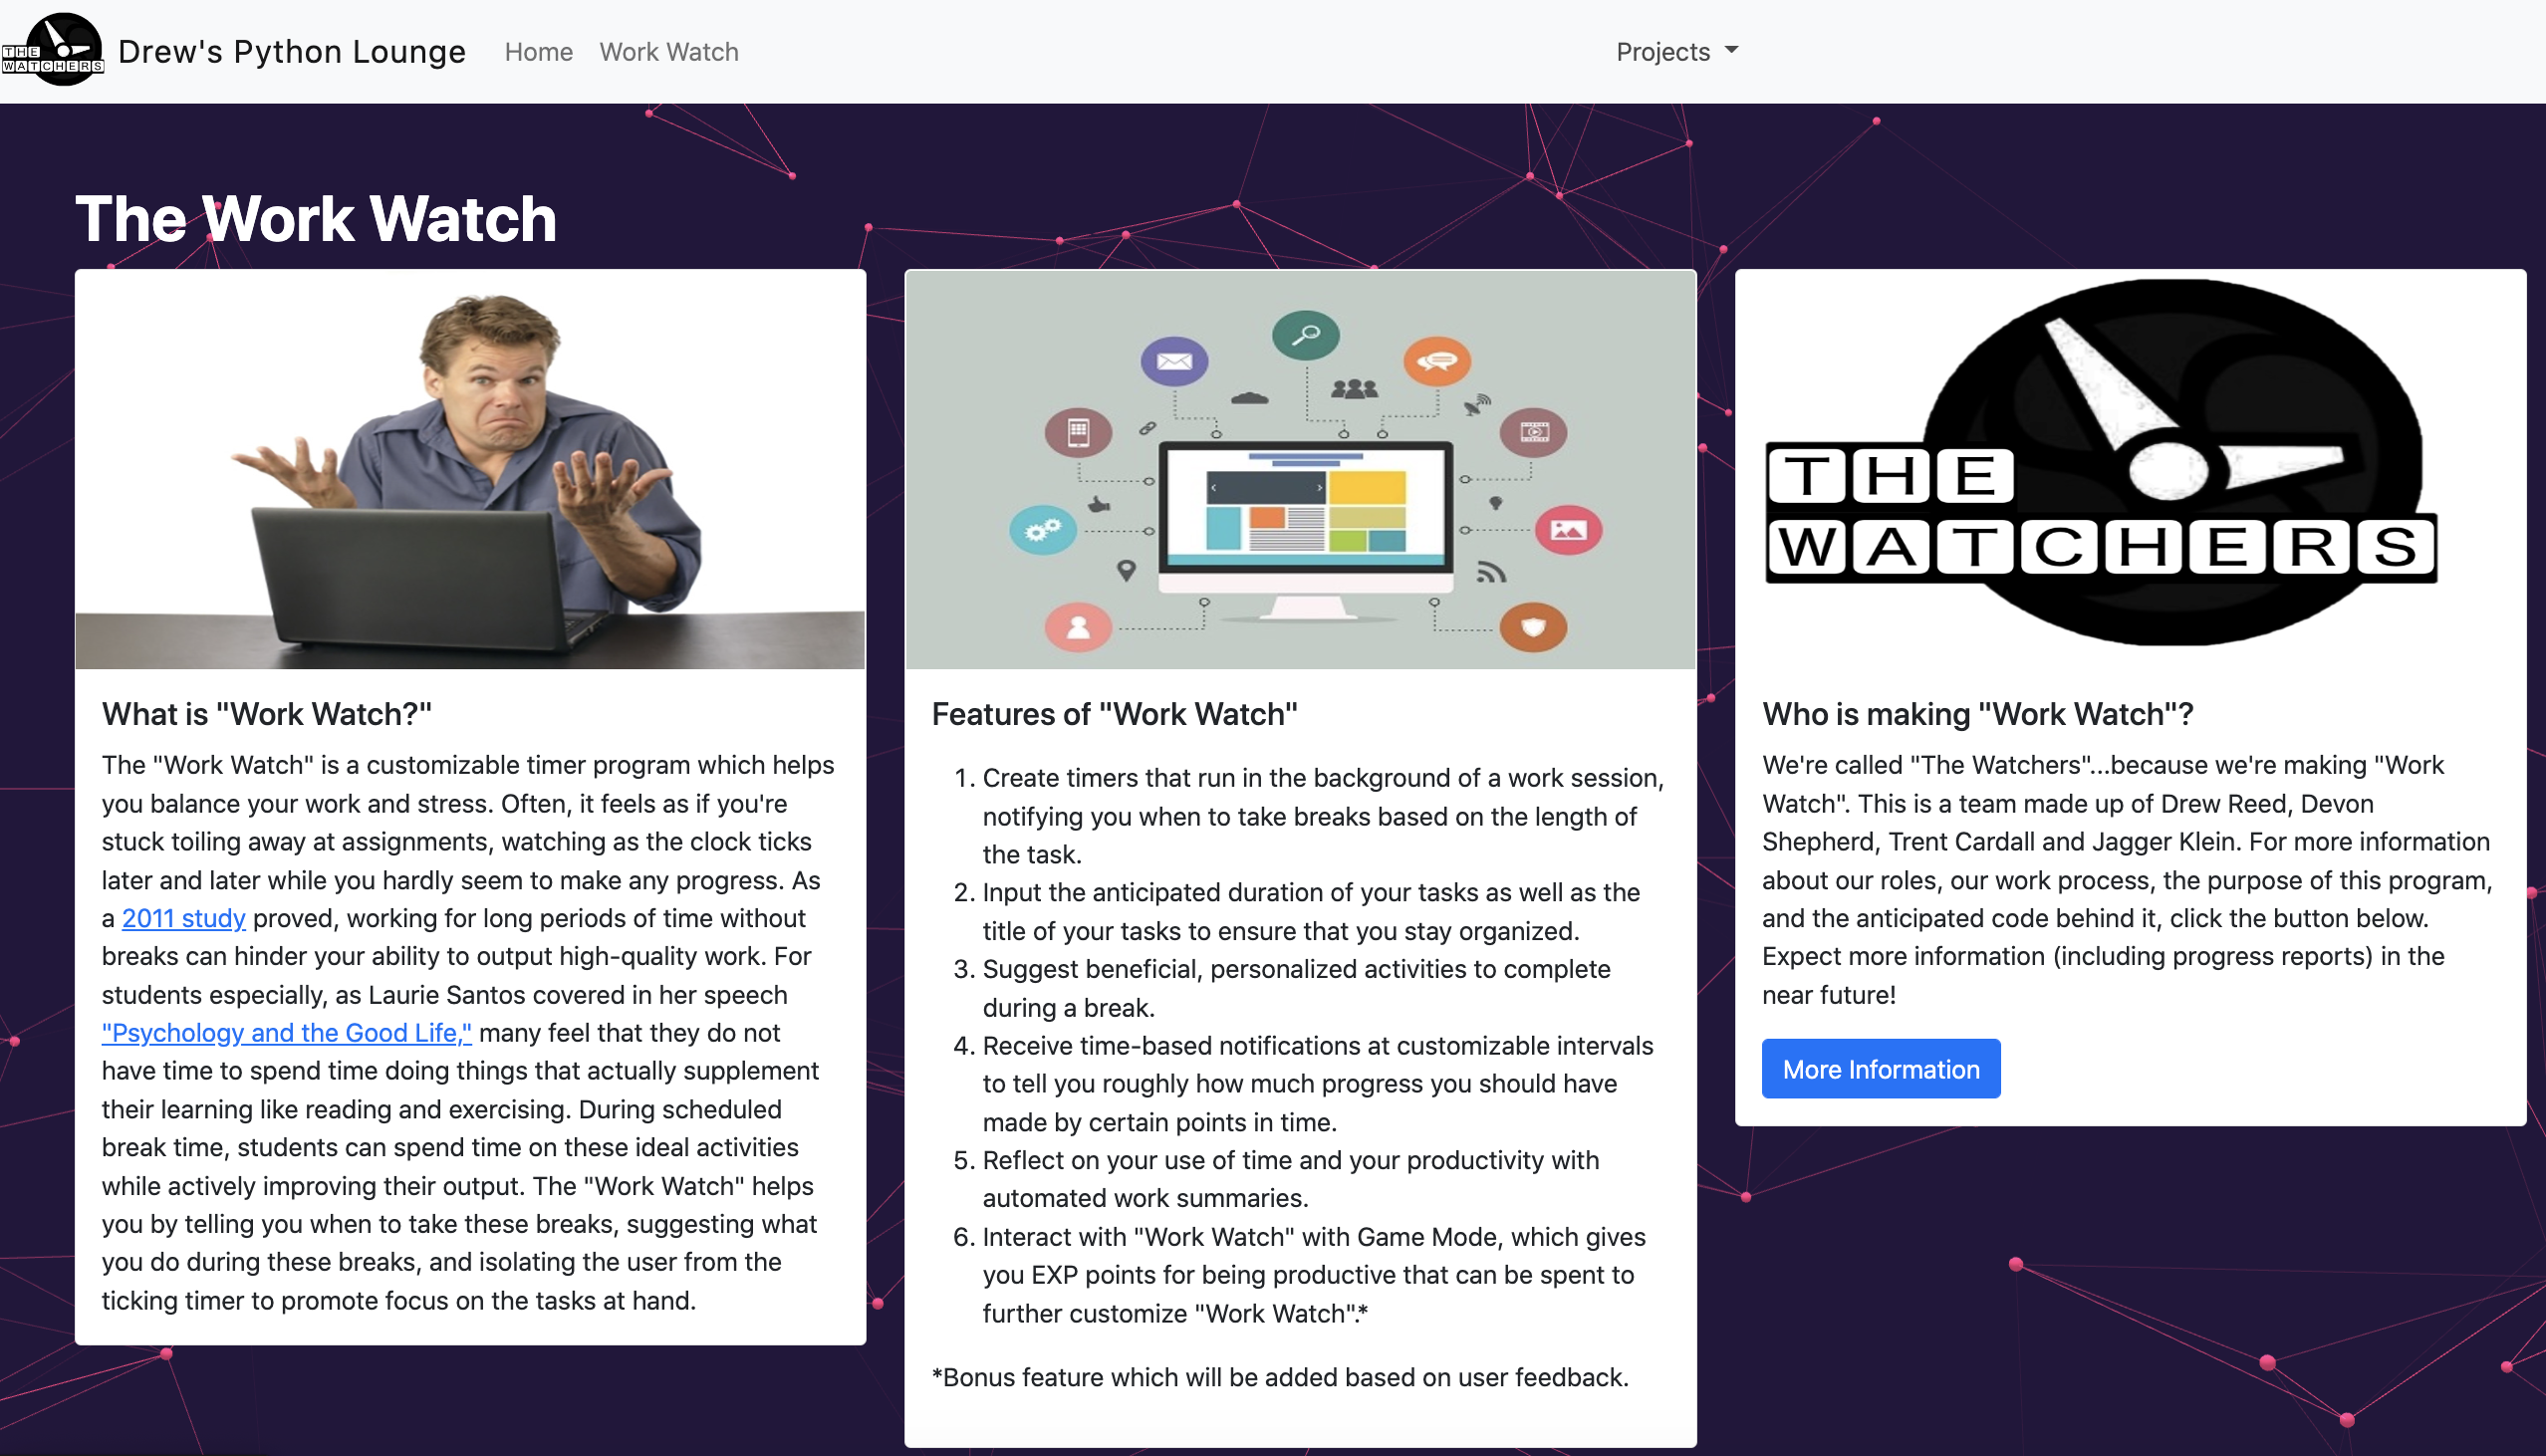 THE
WATCHERS
Drew's Python Lounge
Home
Work Watch
Projects
The Work Watch
What is "Work Watch?"
The "Work Watch" is a customizable timer program which helps
you balance your work and stress. Often, it feels as if you're
stuck toiling away at assignments, watching as the clock ticks
later and later while you hardly seem to make any progress. As
a 2011 study proved, working for long periods of time without
breaks can hinder your ability to output high-quality work. For
students especially, as Laurie Santos covered in her speech
"Psychology and the Good Life," many feel that they do not
have time to spend time doing things that actually supplement
their learning like reading and exercising. During scheduled
break time, students can spend time on these ideal activities
while actively improving their output. The "Work Watch" helps
you by telling you when to take these breaks, suggesting what
you do during these breaks, and isolating the user from the
ticking timer to promote focus on the tasks at hand.
Features of "Work Watch"
1. Create timers that run in the background of a work session,
notifying you when to take breaks based on the length of
the task.
2. Input the anticipated duration of your tasks as well as the
title of your tasks to ensure that you stay organized.
3. Suggest beneficial, personalized activities to complete
during a break.
4. Receive time-based notifications at customizable intervals
to tell you roughly how much progress you should have
made by certain points in time.
5. Reflect on your use of time and your productivity with
automated work summaries.
6. Interact with "Work Watch" with Game Mode, which gives
you EXP points for being productive that can be spent to
further customize "Work Watch".*
*Bonus feature which will be added based on user feedback.
THE
WATCHERS
Who is making "Work Watch"?
We're called "The Watchers"...because we're making "Work
Watch". This is a team made up of Drew Reed, Devon
Shepherd, Trent Cardall and Jagger Klein. For more information
about our roles, our work process, the purpose of this program,
and the anticipated code behind it, click the button below.
Expect more information (including progress reports) in the
near future!
More Information